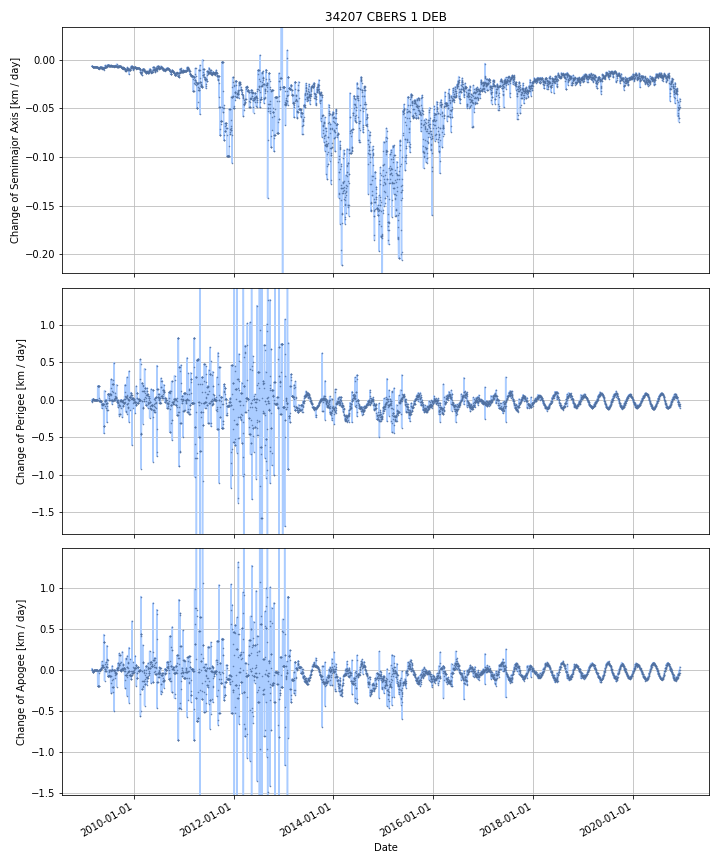 34207 CBERS 1 DEB
0.00
−0.05
−0.10
−0.15
−0.20
Change of Semimajor Axis [km / day]
1.0
0.5
0.0
−0.5
−1.0
−1.5
Change of Perigee [km / day]
1.0
0.5
0.0
−0.5
−1.0
−1.5
Change of Apogee [km / day]
2010-01-01 2012-01-01 2014-01-01 2016-01-01 2018-01-01 2020-01-01
Date